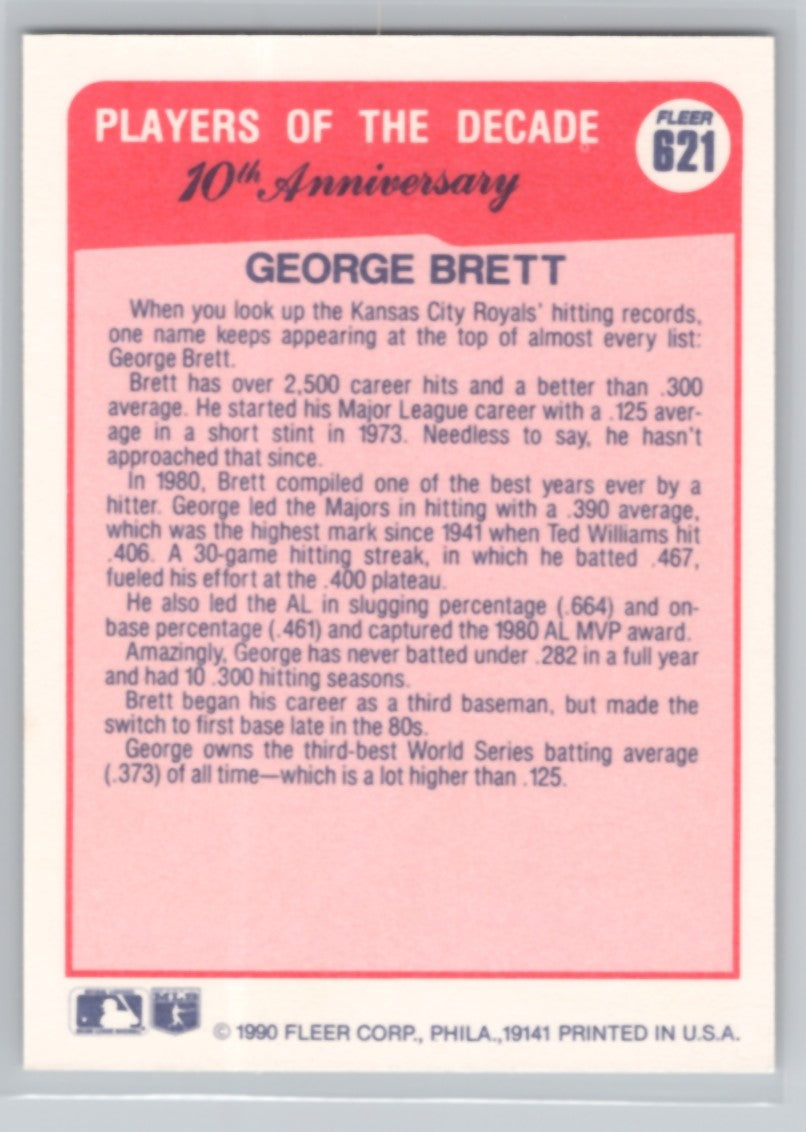 PLAYERS OF THE DECADE
10th Anniversary
FLEER
621
GEORGE BRETT
When you look up the Kansas City Royals' hitting records,
one name keeps appearing at the top of almost every list:
George Brett.
Brett has over 2,500 career hits and a better than .300
average. He started his Major League career with a .125 aver-
age in a short stint in 1973. Needless to say, he hasn't
approached that since.
In 1980, Brett compiled one of the best years ever by a
hitter. George led the Majors in hitting with a .390 average,
which was the highest mark since 1941 when Ted Williams hit
.406. A 30-game hitting streak, in which he batted .467,
fueled his effort at the .400 plateau.
He also led the AL in slugging percentage (.664) and on-
base percentage (.461) and captured the 1980 AL MVP award.
Amazingly, George has never batted under .282 in a full year
and had 10 .300 hitting seasons.
Brett began his career as a third baseman, but made the
switch to first base late in the 80s.
George owns the third-best World Series batting average
(.373) of all time—which is a lot higher than .125.
© 1990 FLEER CORP., PHILA.,19141 PRINTED IN U.S.A.